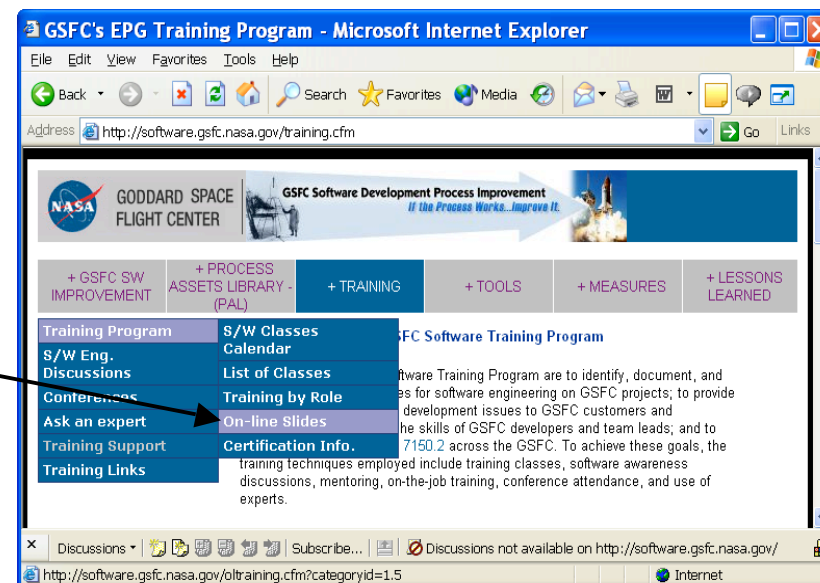 GSFC's EPG Training Program - Microsoft Internet Explorer
File Edit View Favorites Tools Help
Back Search Favorites Media
Address http://software.gsfc.nasa.gov/training.cfm Go Links
NASA
GODDARD SPACE
FLIGHT CENTER
GSFC Software Development Process Improvement
If the Process Works...Improve It.
+ GSFC SW
IMPROVEMENT
+ PROCESS
ASSETS LIBRARY -
(PAL)
+ TRAINING
+ TOOLS
+ MEASURES
+ LESSONS
LEARNED
Training Program
S/W Eng.
Discussions
Conferences
Ask an expert
Training Support
Training Links
S/W Classes
Calendar
List of Classes
Training by Role
On-line Slides
Certification Info.
SFC Software Training Program
ftware Training Program are to identify, document, and
es for software engineering on GSFC projects; to provide
development issues to GSFC customers and
he skills of GSFC developers and team leads; and to
7150.2 across the GSFC. To achieve these goals, the
training techniques employed include training classes, software awareness
discussions, mentoring, on-the-job training, conference attendance, and use of
experts.
Discussions Subscribe... Discussions not available on http://software.gsfc.nasa.gov/
http://software.gsfc.nasa.gov/oltraining.cfm?categoryid=1.5 Internet